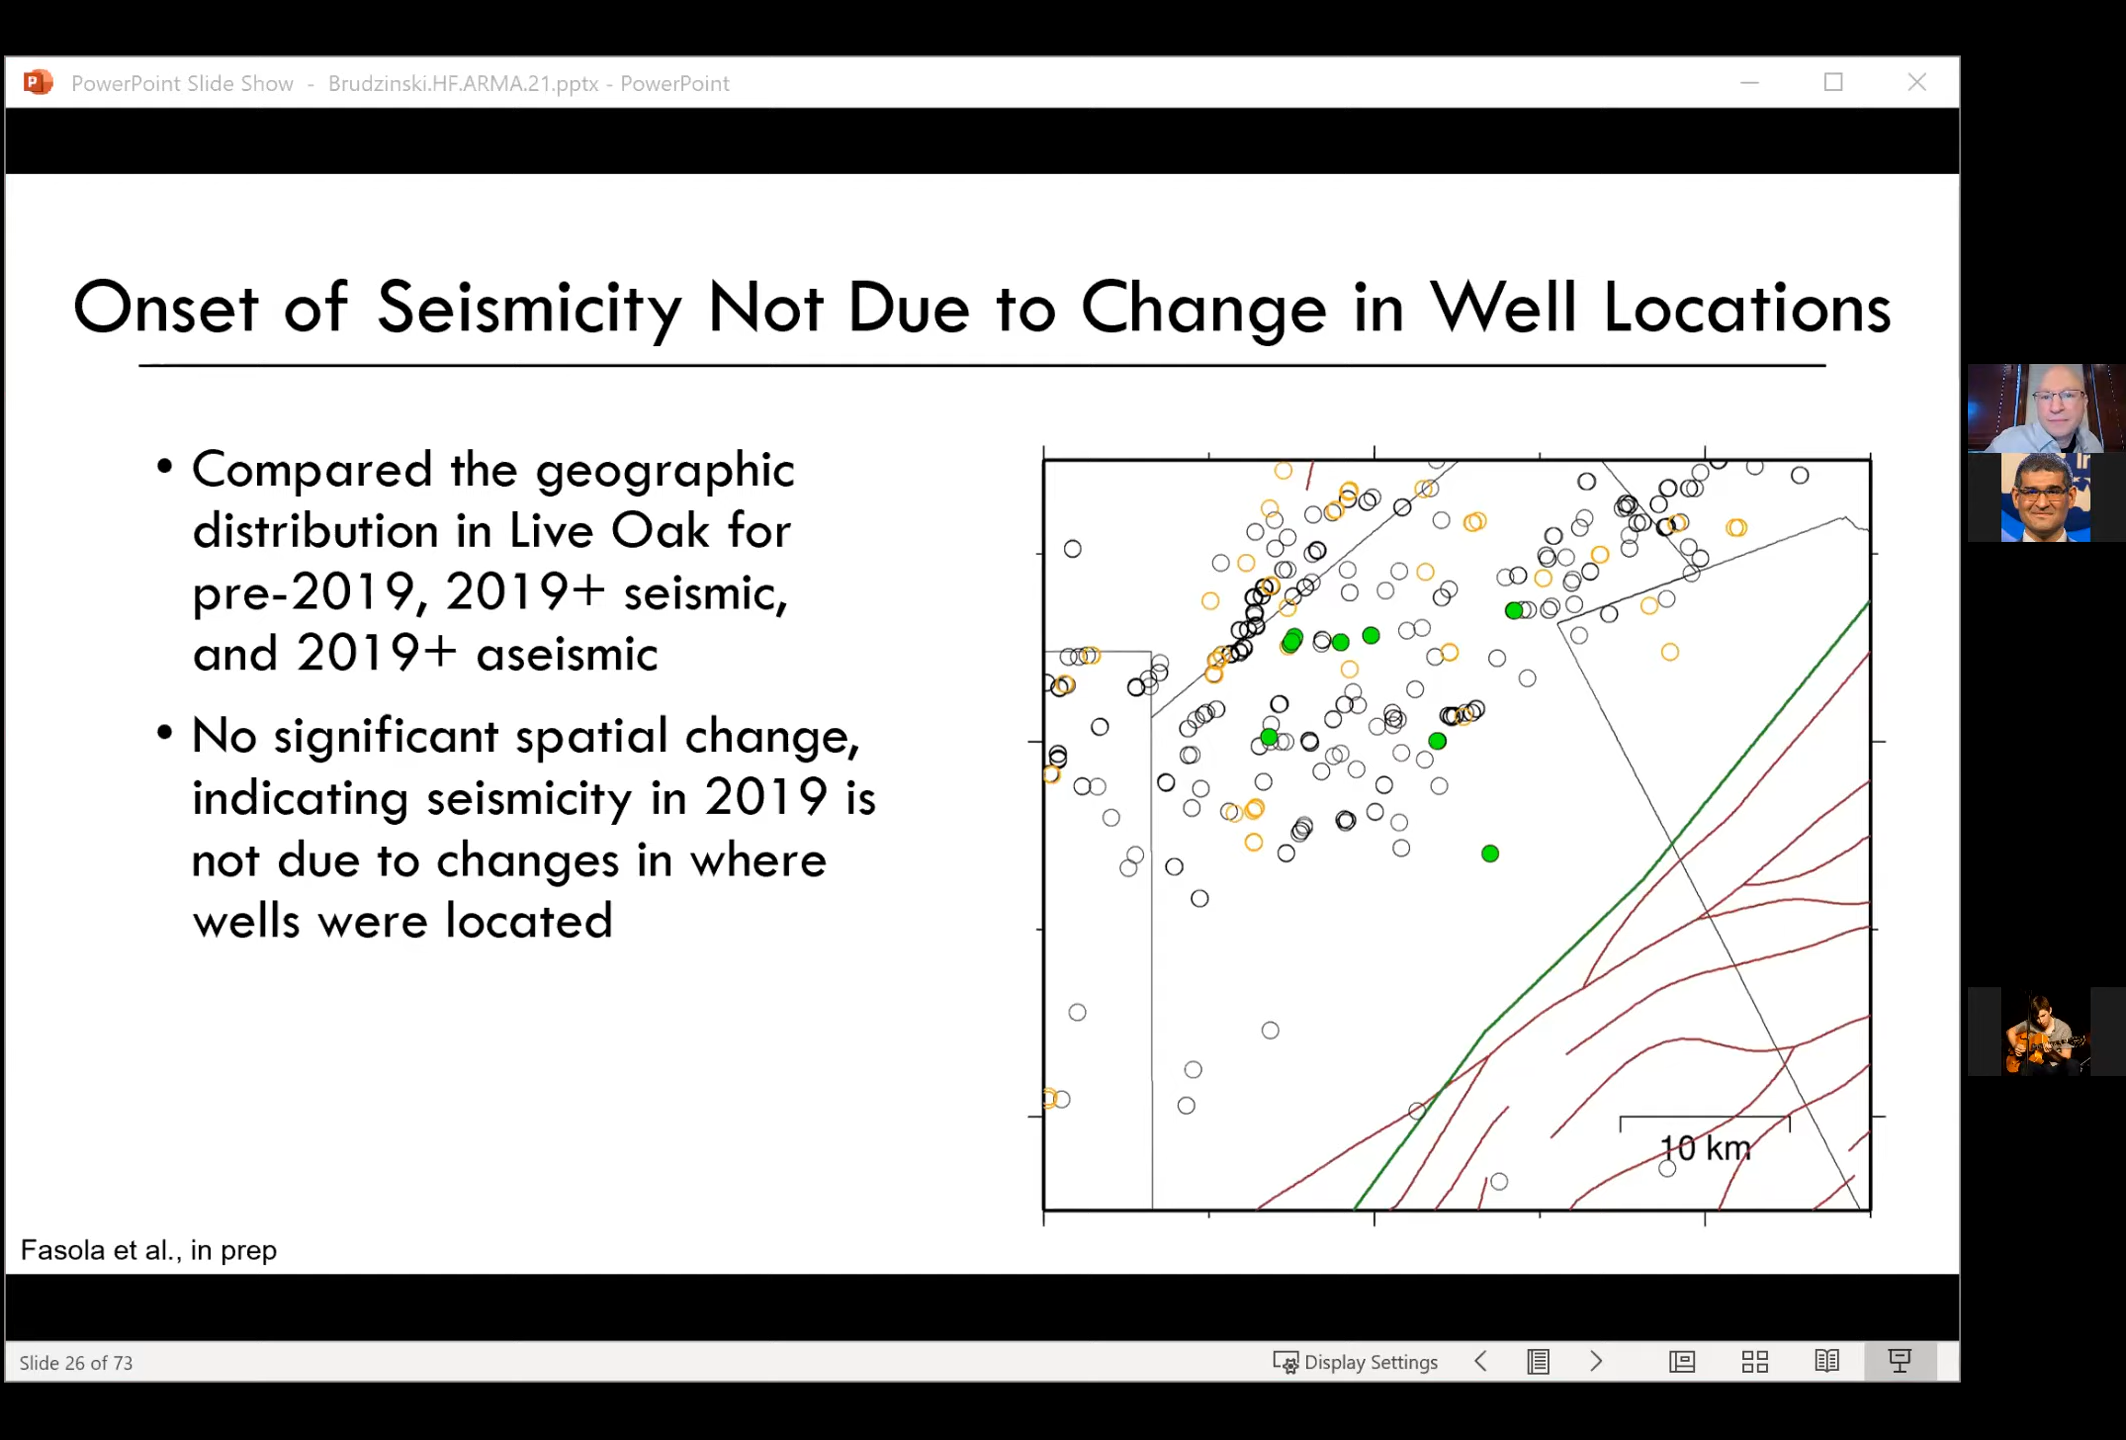 PowerPoint Slide Show - Brudzinski.HF.ARMA.21.pptx - PowerPoint
Onset of Seismicity Not Due to Change in Well Locations
• Compared the geographic
distribution in Live Oak for
pre-2019, 2019+ seismic,
and 2019+ aseismic
• No significant spatial change,
indicating seismicity in 2019 is
not due to changes in where
wells were located
10 km
Fasola et al., in prep
Slide 26 of 73
Display Settings